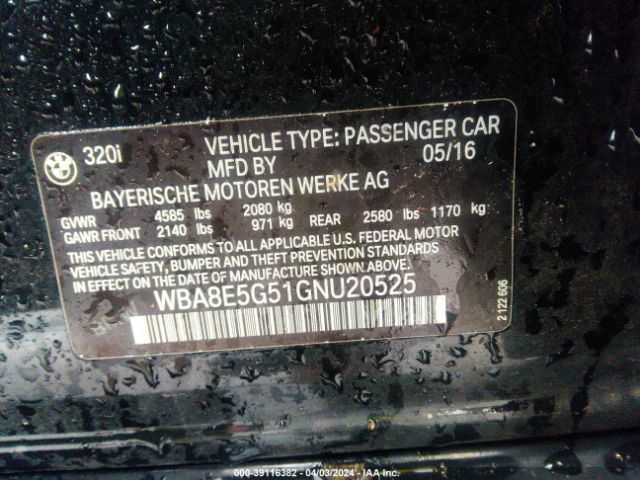 320i VEHICLE TYPE: PASSENGER CAR
MFD BY 05/16
BAYERISCHE MOTOREN WERKE AG
GVWR 4585 lbs 2080 kg
GAWR FRONT 2140 lbs 971 kg REAR 2580 lbs 1170 kg
THIS VEHICLE CONFORMS TO ALL APPLICABLE U.S. FEDERAL MOTOR
VEHICLE SAFETY, BUMPER AND THEFT PREVENTION STANDARDS
IN EFFECT ON THE DATE OF MANUFACTURE SHOWN ABOVE.
WBA8E5G51GNU20525
2 122 606
000-39116382 - 04/03/2024 - IAA Inc.